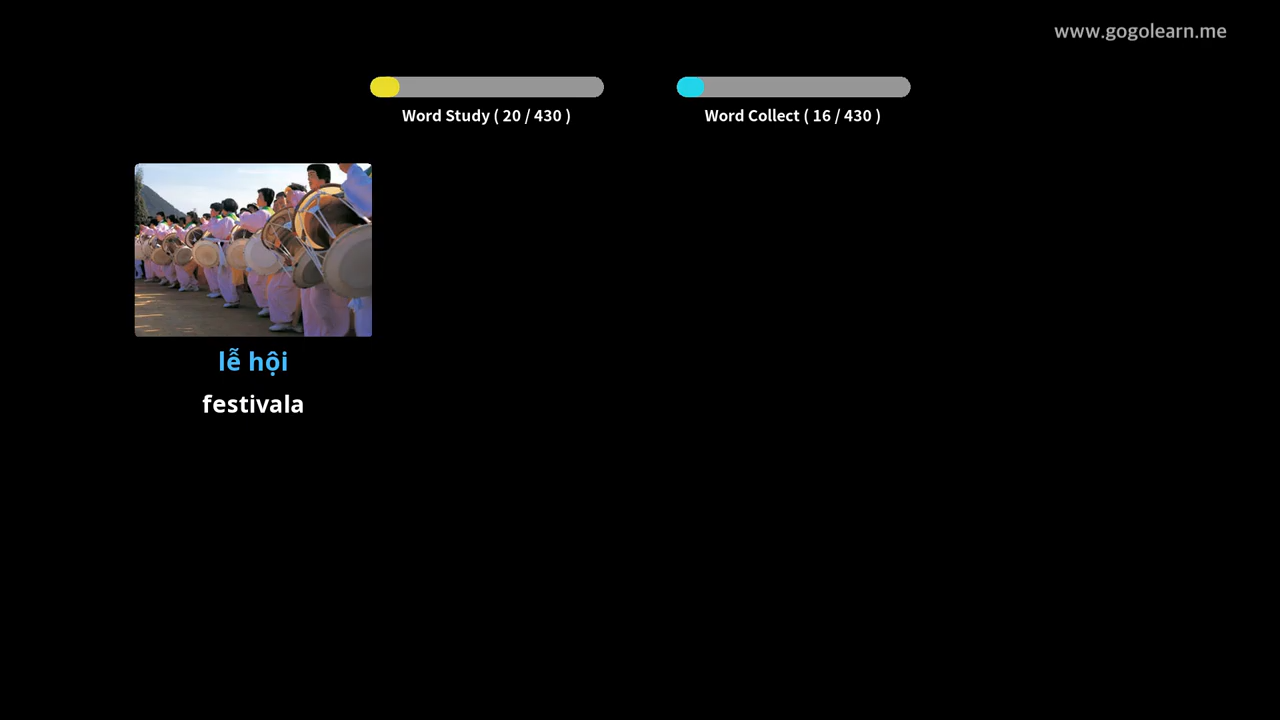 www.gogolearn.me
Word Study ( 20 / 430 )
Word Collect ( 16 / 430 )
lễ hội
festivala